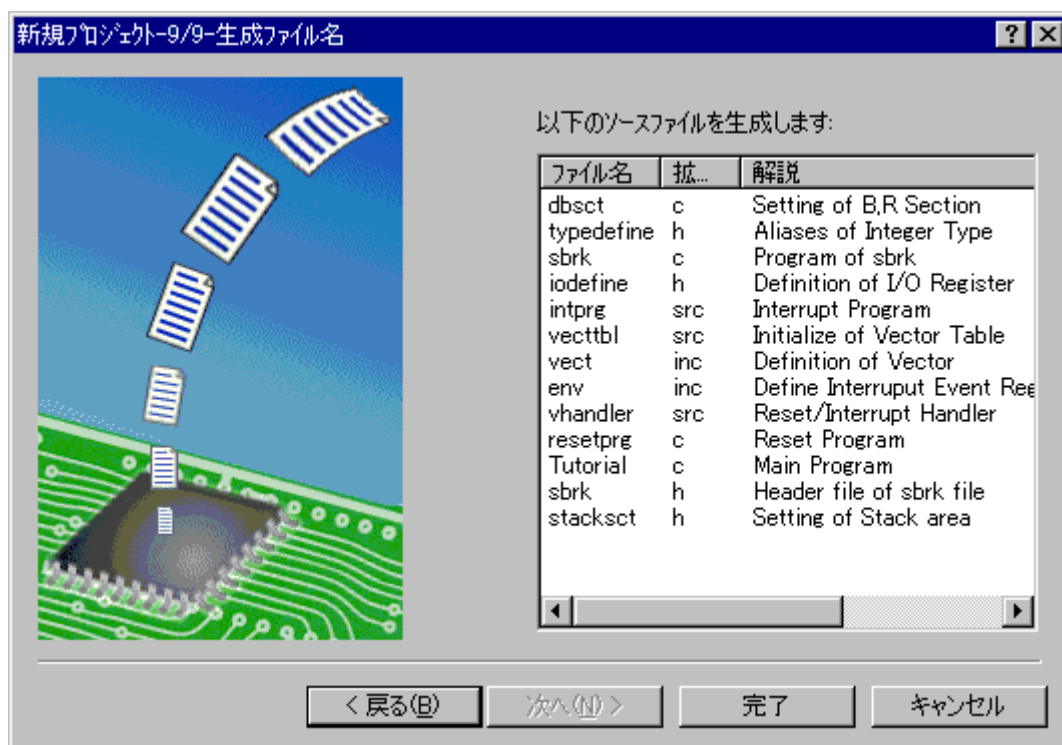 新規プロジェクト-9/9-生成ファイル名
以下のソースファイルを生成します:
ファイル名 拡... 解説
dbsct c Setting of B,R Section
typedefine h Aliases of Integer Type
sbrk c Program of sbrk
iodefine h Definition of I/O Register
intprg src Interrupt Program
vecttbl src Initialize of Vector Table
vect inc Definition of Vector
env inc Define Interruput Event Reg
vhandler src Reset/Interrupt Handler
resetprg c Reset Program
Tutorial c Main Program
sbrk h Header file of sbrk file
stacksct h Setting of Stack area
< 戻る(B) 次へ(N) > 完了 キャンセル